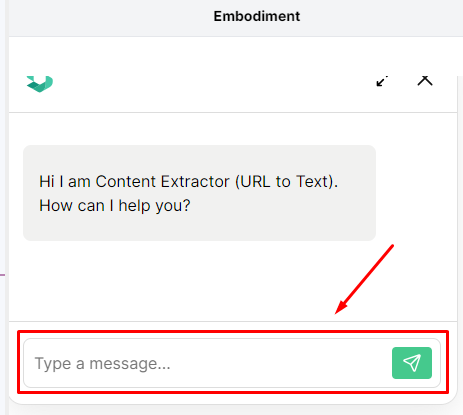 Embodiment
Hi I am Content Extractor (URL to Text).
How can I help you?
Type a message...